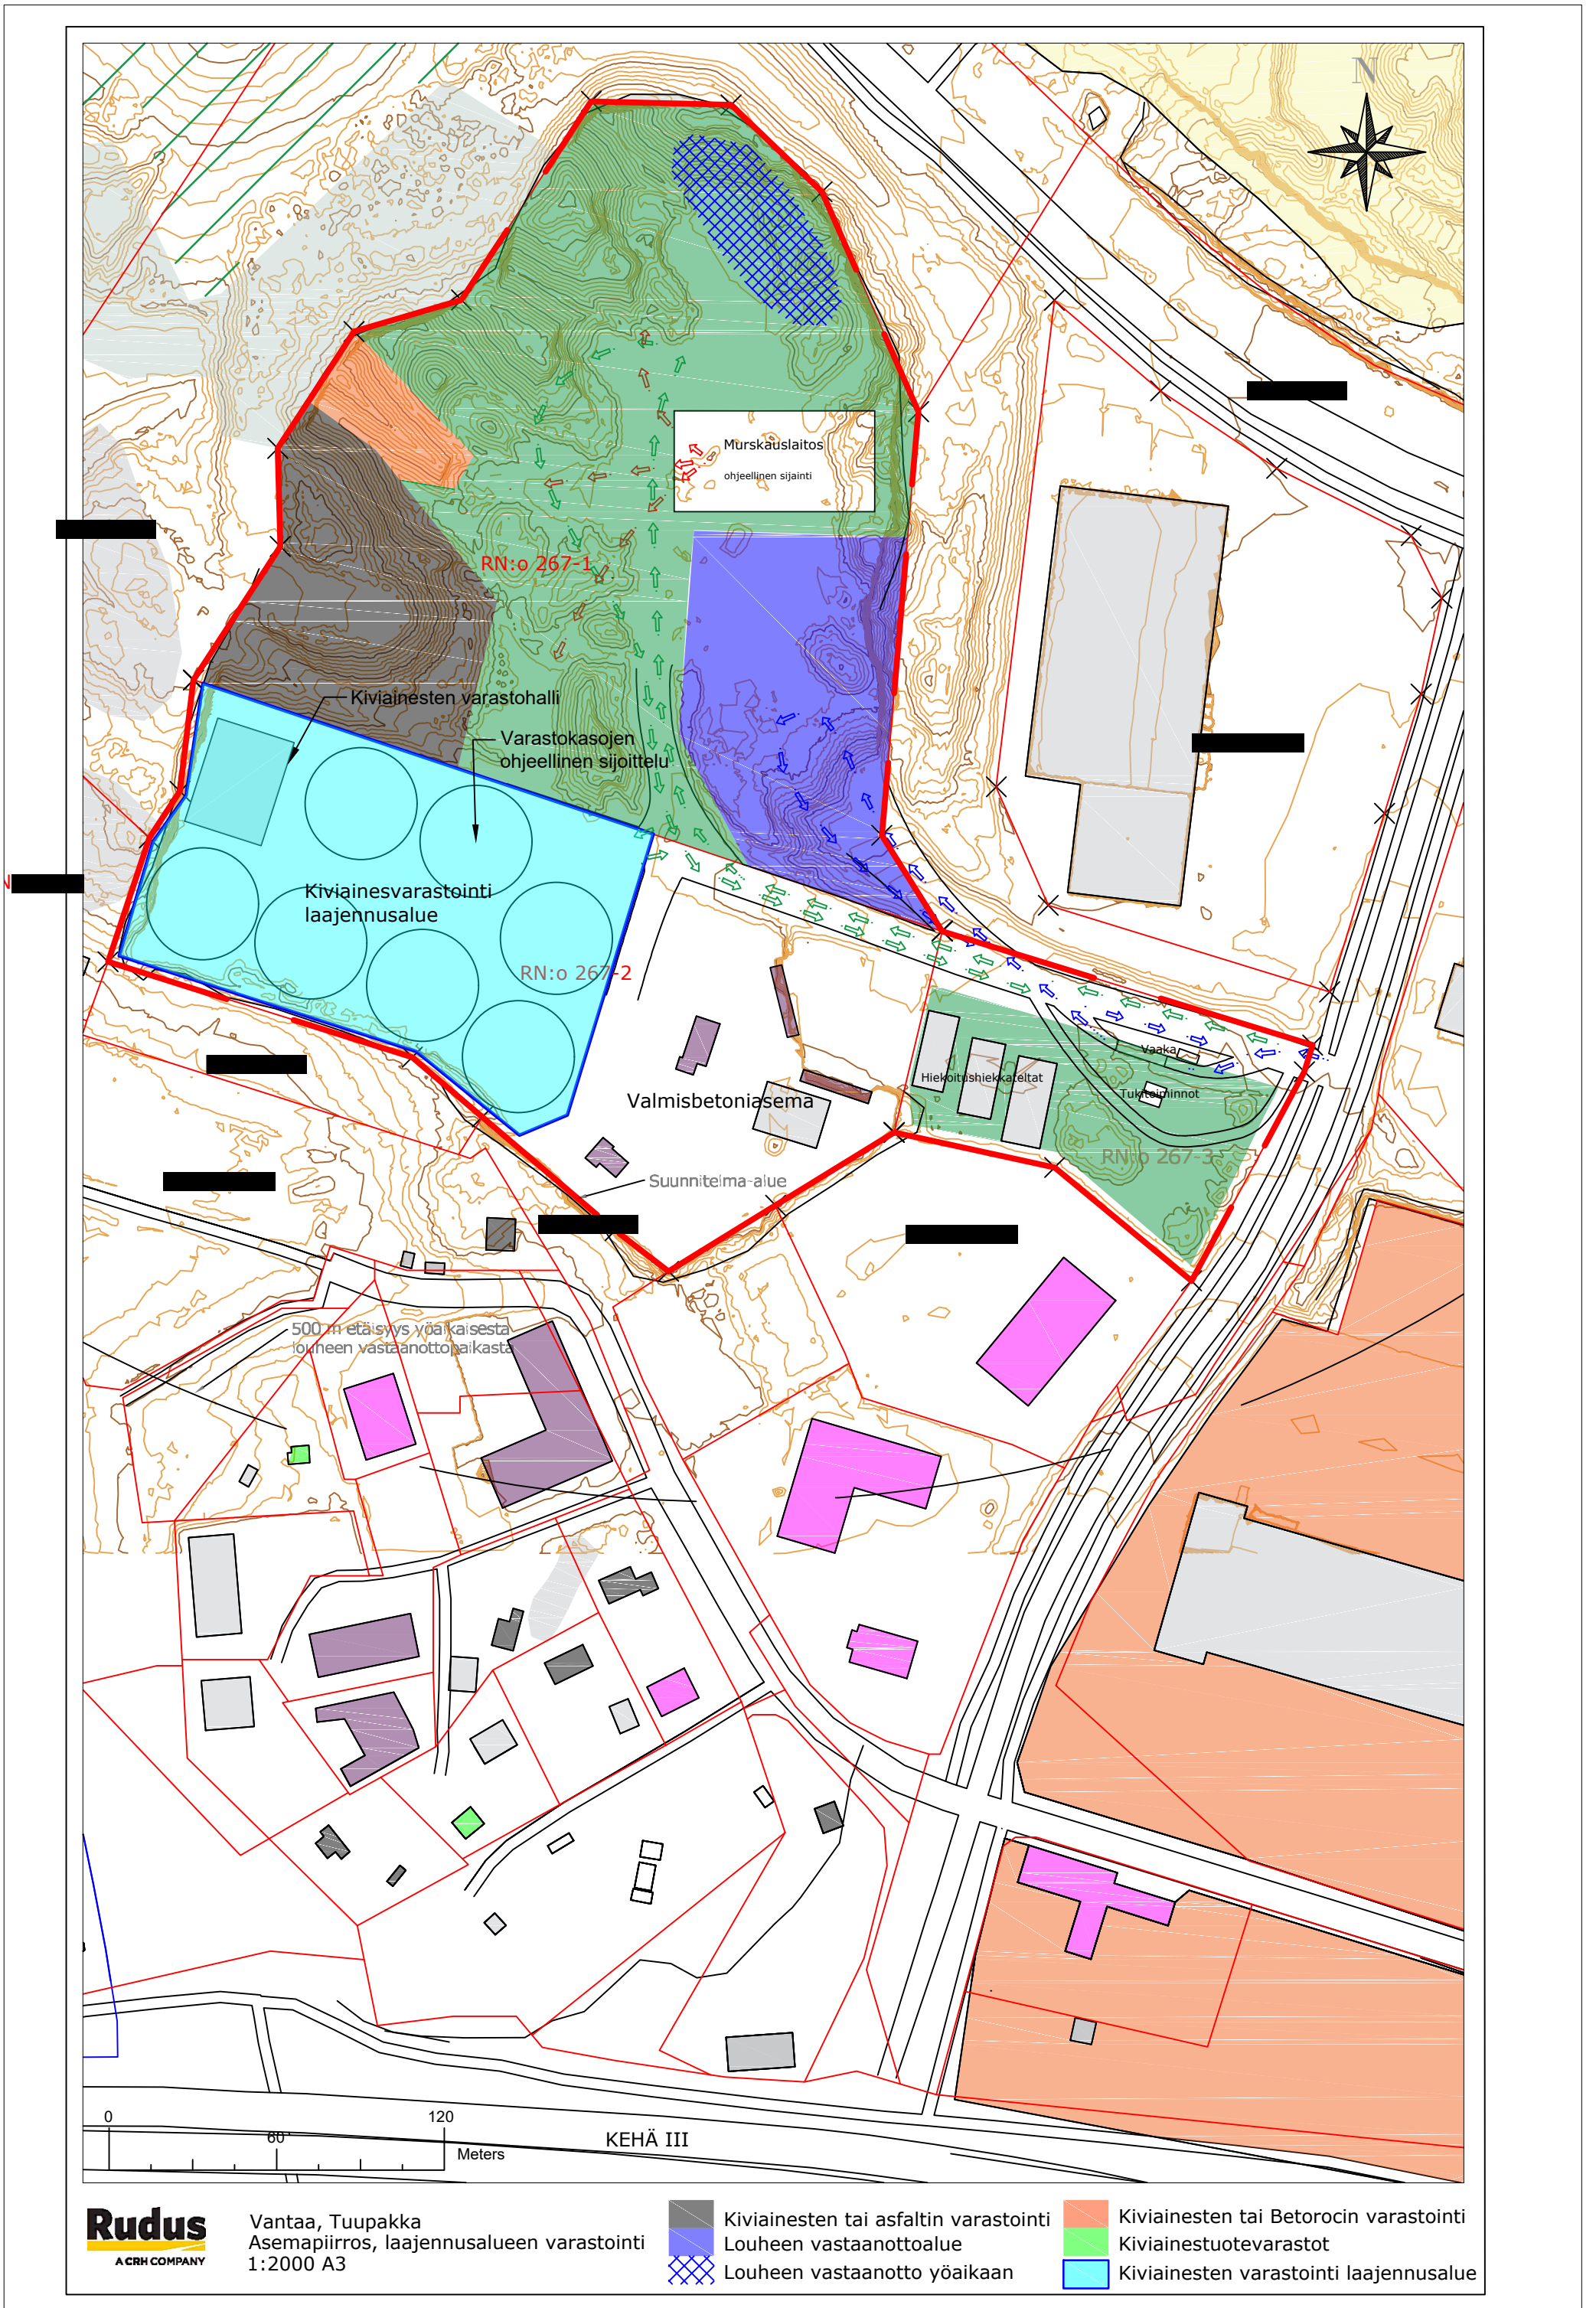 N
Murskauslaitos
ohjeellinen sijainti
RN:o 267-1
Kiviainesten varastohalli
Varastokasojen
ohjeellinen sijoittelu
Kiviainesvarastointi
laajennusalue
N
RN:o 267-2
Vaaka
Hiekoitushiekkateltat
Tukitoiminnot
Valmisbetoniasema
RN:o 267-3
Suunnitelma-alue
500 m etäisyys yöaikaisesta
louheen vastaanottopaikasta
0
120
60
Meters
KEHÄ III
Rudus
A CRH COMPANY
Vantaa, Tuupakka
Asemapiirros, laajennusalueen varastointi
1:2000 A3
Kiviainesten tai asfaltin varastointi
Louheen vastaanottoalue
Louheen vastaanotto yöaikaan
Kiviainesten tai Betorocin varastointi
Kiviainestuotevarastot
Kiviainesten varastointi laajennusalue